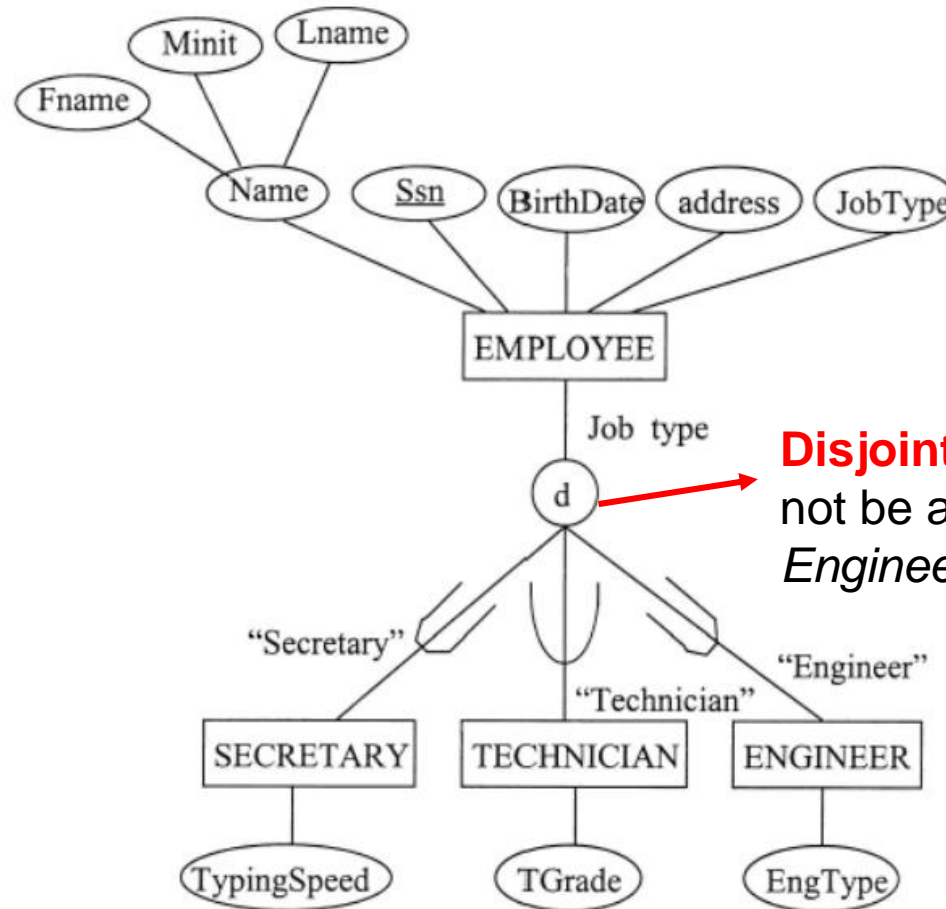 Lname
Minit
Fname
Name
Ssn
BirthDate
address
JobType
EMPLOYEE
Job type
d
Disjoint
not be a
Enginee
“Secretary”
“Technician”
“Engineer”
SECRETARY
TECHNICIAN
ENGINEER
TypingSpeed
TGrade
EngType